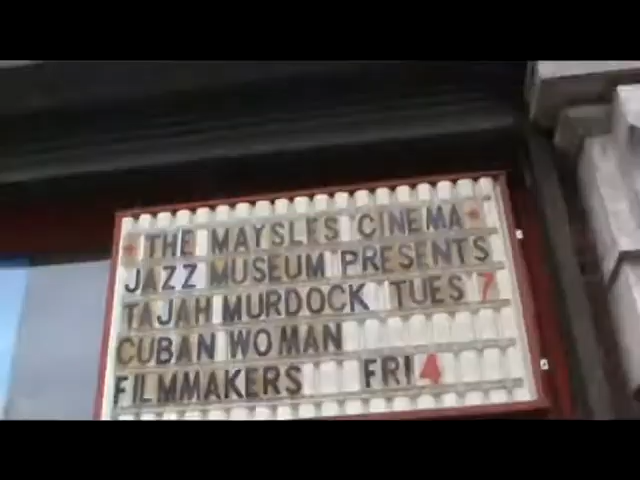 * THE MAYSLES CINEMA *
JAZZ MUSEUM PRESENTS
TAJAH MURDOCK TUES 7
CUBAN WOMAN
FILMMAKERS FRI 4